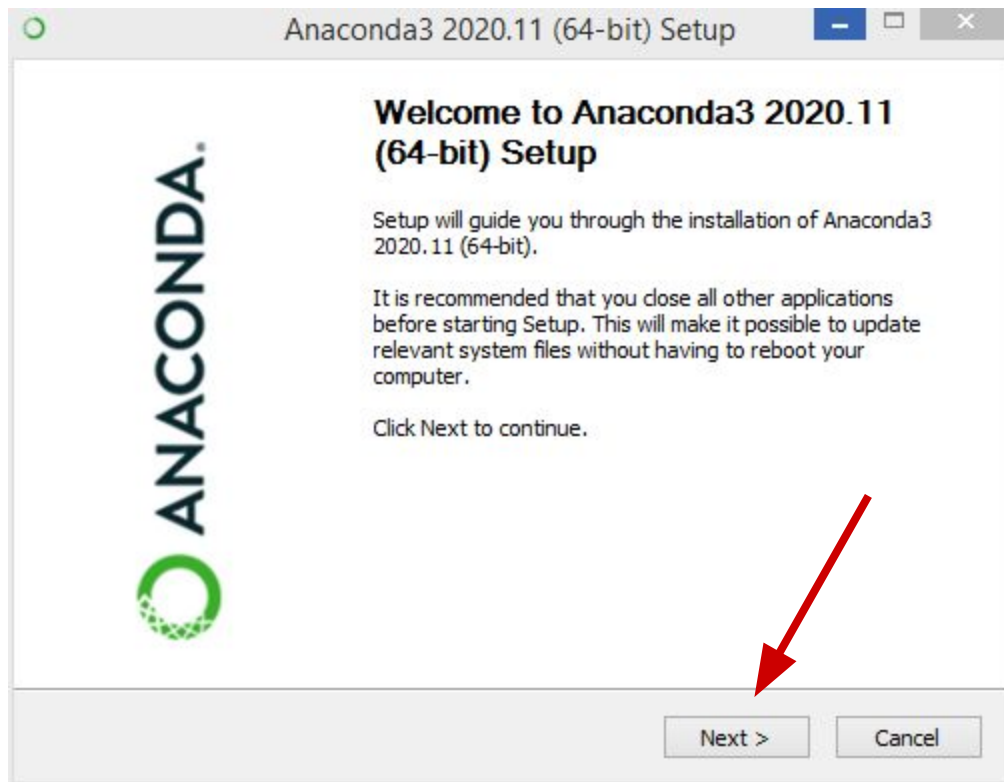 Anaconda3 2020.11 (64-bit) Setup
ANACONDA.
Welcome to Anaconda3 2020.11
(64-bit) Setup
Setup will guide you through the installation of Anaconda3
2020.11 (64-bit).
It is recommended that you close all other applications
before starting Setup. This will make it possible to update
relevant system files without having to reboot your
computer.
Click Next to continue.
Next >
Cancel